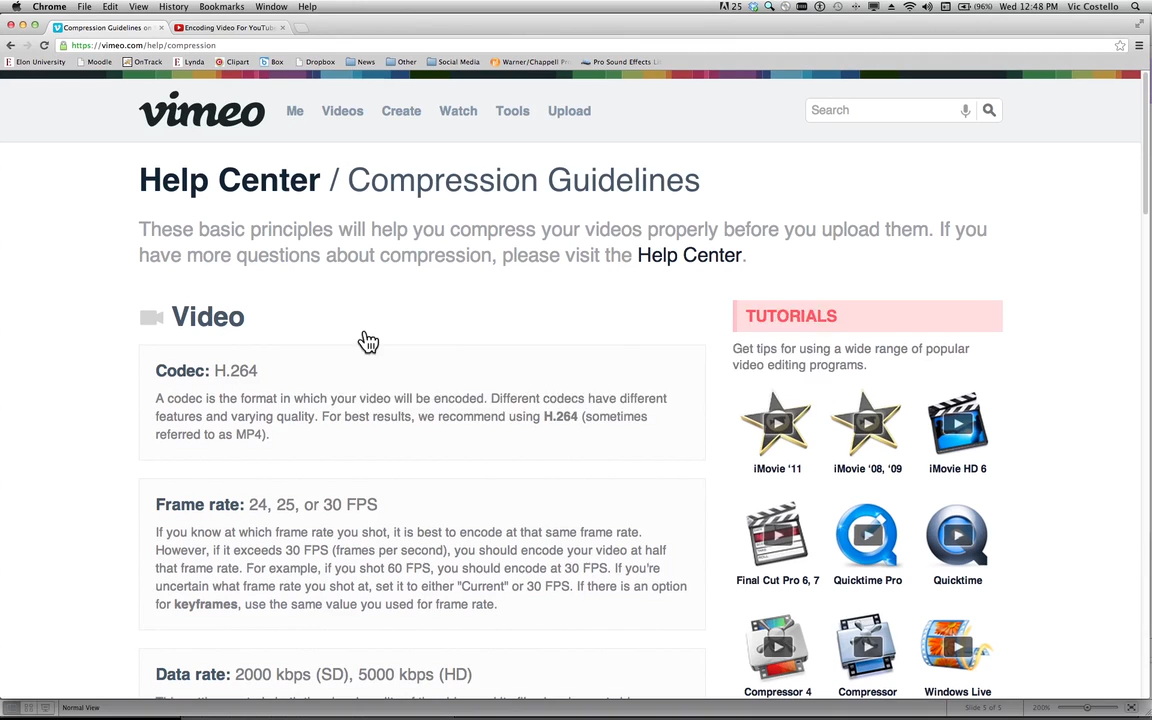 Chrome File Edit View History Bookmarks Window Help 25 (96%) Wed 12:48 PM Vic Costello
Compression Guidelines on Encoding Video For YouTube
https://vimeo.com/help/compression
Elon University Moodle OnTrack Lynda Clipart Box Dropbox News Other Social Media Warner/Chappell Pro Sound Effects
vimeo Me Videos Create Watch Tools Upload Search
Help Center / Compression Guidelines
These basic principles will help you compress your videos properly before you upload them. If you
have more questions about compression, please visit the Help Center.
Video
Codec: H.264
A codec is the format in which your video will be encoded. Different codecs have different
features and varying quality. For best results, we recommend using H.264 (sometimes
referred to as MP4).
Frame rate: 24, 25, or 30 FPS
If you know at which frame rate you shot, it is best to encode at that same frame rate.
However, if it exceeds 30 FPS (frames per second), you should encode your video at half
that frame rate. For example, if you shot 60 FPS, you should encode at 30 FPS. If you're
uncertain what frame rate you shot at, set it to either "Current" or 30 FPS. If there is an option
for keyframes, use the same value you used for frame rate.
Data rate: 2000 kbps (SD), 5000 kbps (HD)
TUTORIALS
Get tips for using a wide range of popular
video editing programs.
iMovie '11 iMovie '08, '09 iMovie HD 6
Final Cut Pro 6, 7 Quicktime Pro Quicktime
Compressor 4 Compressor Windows Live
Normal View Slide 5 of 5 200%